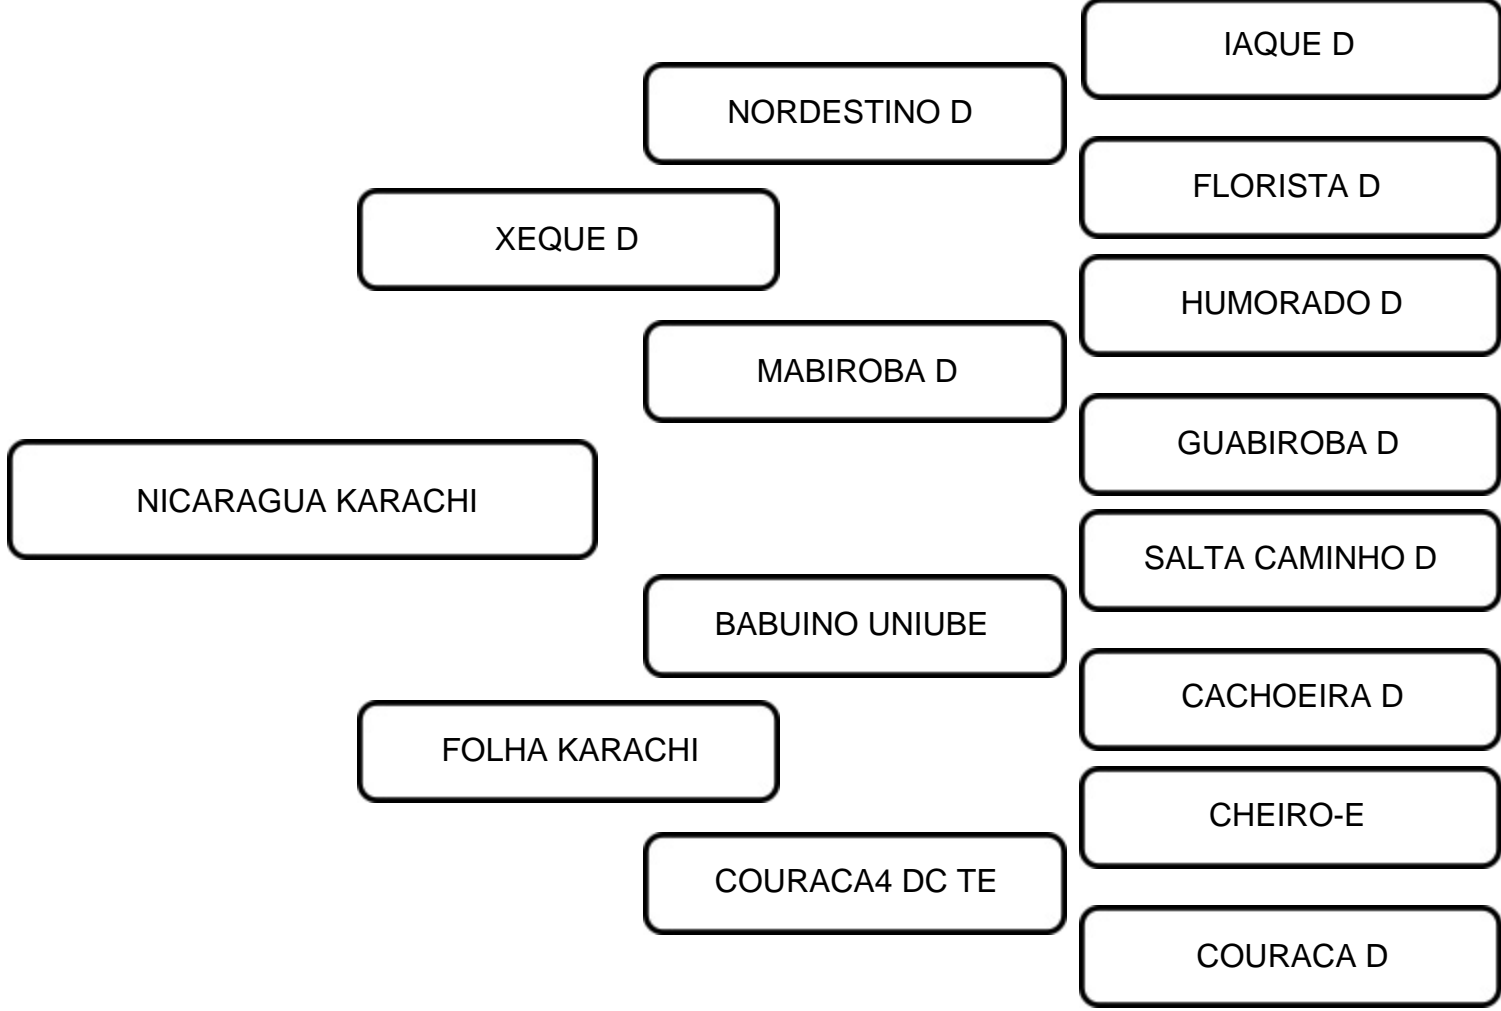 IAQUE D
NORDESTINO D
FLORISTA D
XEQUE D
HUMORADO D
MABIROBA D
GUABIROBA D
NICARAGUA KARACHI
SALTA CAMINHO D
BABUINO UNIUBE
CACHOEIRA D
FOLHA KARACHI
CHEIRO-E
COURACA4 DC TE
COURACA D